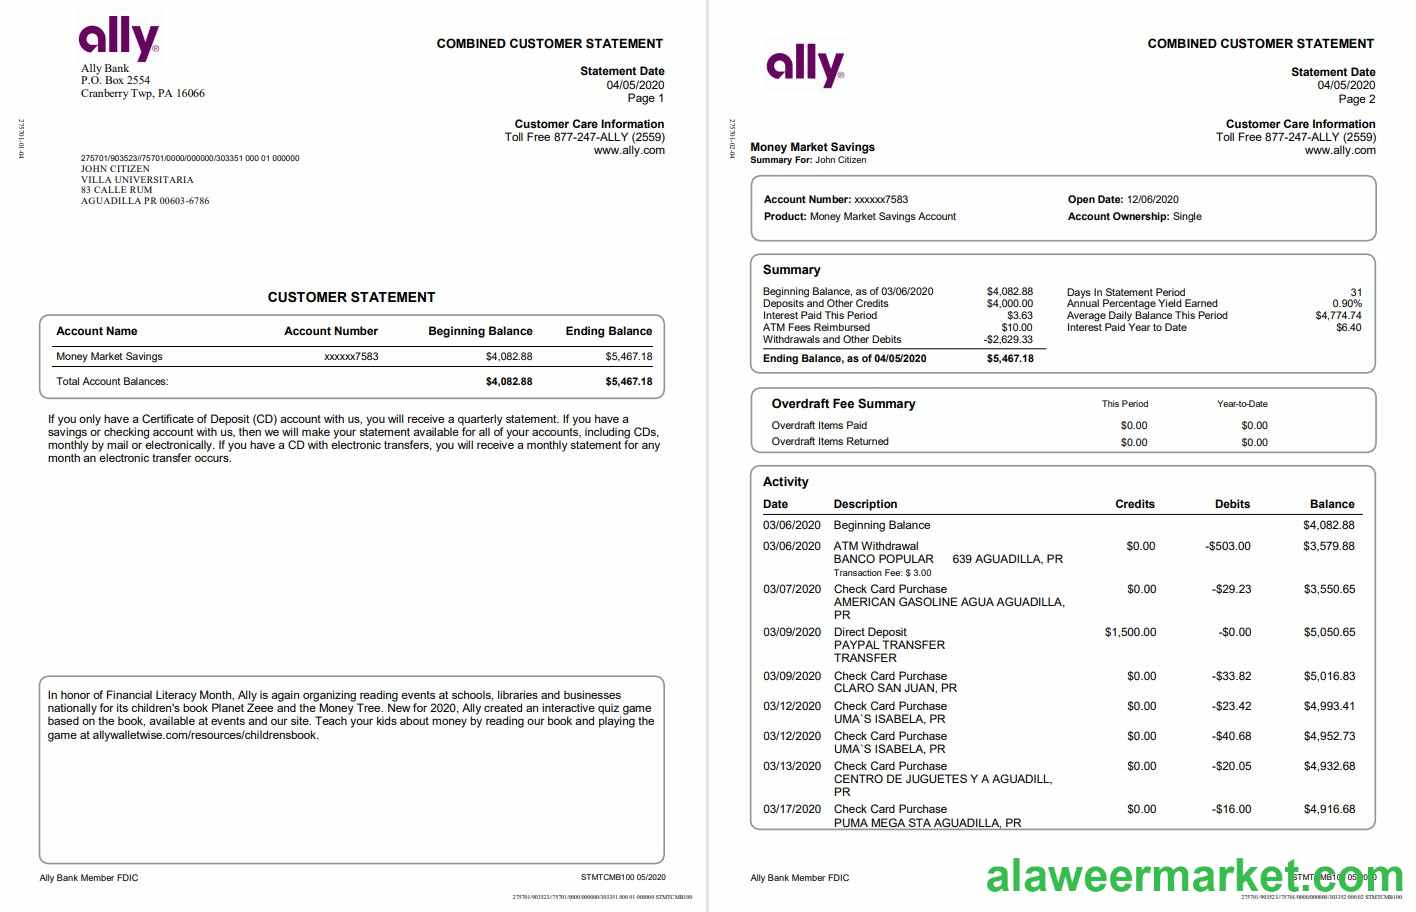 ally®
Ally Bank
P.O. Box 2554
Cranberry Twp, PA 16066
COMBINED CUSTOMER STATEMENT
Statement Date
04/05/2020
Page 1
Customer Care Information
Toll Free 877-247-ALLY (2559)
www.ally.com
275701-01-04
275701/903523//75701/0000/000000/303351 000 01 000000
JOHN CITIZEN
VILLA UNIVERSITARIA
83 CALLE RUM
AGUADILLA PR 00603-6786
CUSTOMER STATEMENT
Account Name Account Number Beginning Balance Ending Balance
Money Market Savings xxxxxx7583 $4,082.88 $5,467.18
Total Account Balances: $4,082.88 $5,467.18
If you only have a Certificate of Deposit (CD) account with us, you will receive a quarterly statement. If you have a
savings or checking account with us, then we will make your statement available for all of your accounts, including CDs,
monthly by mail or electronically. If you have a CD with electronic transfers, you will receive a monthly statement for any
month an electronic transfer occurs.
In honor of Financial Literacy Month, Ally is again organizing reading events at schools, libraries and businesses
nationally for its children's book Planet Zeee and the Money Tree. New for 2020, Ally created an interactive quiz game
based on the book, available at events and our site. Teach your kids about money by reading our book and playing the
game at allywalletwise.com/resources/childrensbook.
Ally Bank Member FDIC STMTCMB100 05/2020
275701/903523//75701/0000/000000/303351 000 01 000000 STMTCMB100
ally®
COMBINED CUSTOMER STATEMENT
Statement Date
04/05/2020
Page 2
Customer Care Information
Toll Free 877-247-ALLY (2559)
www.ally.com
275701-02-04
Money Market Savings
Summary For: John Citizen
Account Number: xxxxxx7583 Open Date: 12/06/2020
Product: Money Market Savings Account Account Ownership: Single
Summary
Beginning Balance, as of 03/06/2020 $4,082.88 Days In Statement Period 31
Deposits and Other Credits $4,000.00 Annual Percentage Yield Earned 0.90%
Interest Paid This Period $3.63 Average Daily Balance This Period $4,774.74
ATM Fees Reimbursed $10.00 Interest Paid Year to Date $6.40
Withdrawals and Other Debits -$2,629.33
Ending Balance, as of 04/05/2020 $5,467.18
Overdraft Fee Summary This Period Year-to-Date
Overdraft Items Paid $0.00 $0.00
Overdraft Items Returned $0.00 $0.00
Activity
Date Description Credits Debits Balance
03/06/2020 Beginning Balance $4,082.88
03/06/2020 ATM Withdrawal $0.00 -$503.00 $3,579.88
BANCO POPULAR 639 AGUADILLA, PR
Transaction Fee: $ 3.00
03/07/2020 Check Card Purchase $0.00 -$29.23 $3,550.65
AMERICAN GASOLINE AGUA AGUADILLA,
PR
03/09/2020 Direct Deposit $1,500.00 -$0.00 $5,050.65
PAYPAL TRANSFER
TRANSFER
03/09/2020 Check Card Purchase $0.00 -$33.82 $5,016.83
CLARO SAN JUAN, PR
03/12/2020 Check Card Purchase $0.00 -$23.42 $4,993.41
UMA`S ISABELA, PR
03/12/2020 Check Card Purchase $0.00 -$40.68 $4,952.73
UMA`S ISABELA, PR
03/13/2020 Check Card Purchase $0.00 -$20.05 $4,932.68
CENTRO DE JUGUETES Y A AGUADILL,
PR
03/17/2020 Check Card Purchase $0.00 -$16.00 $4,916.68
PUMA MEGA STA AGUADILLA, PR
Ally Bank Member FDIC
alaweermarket.com